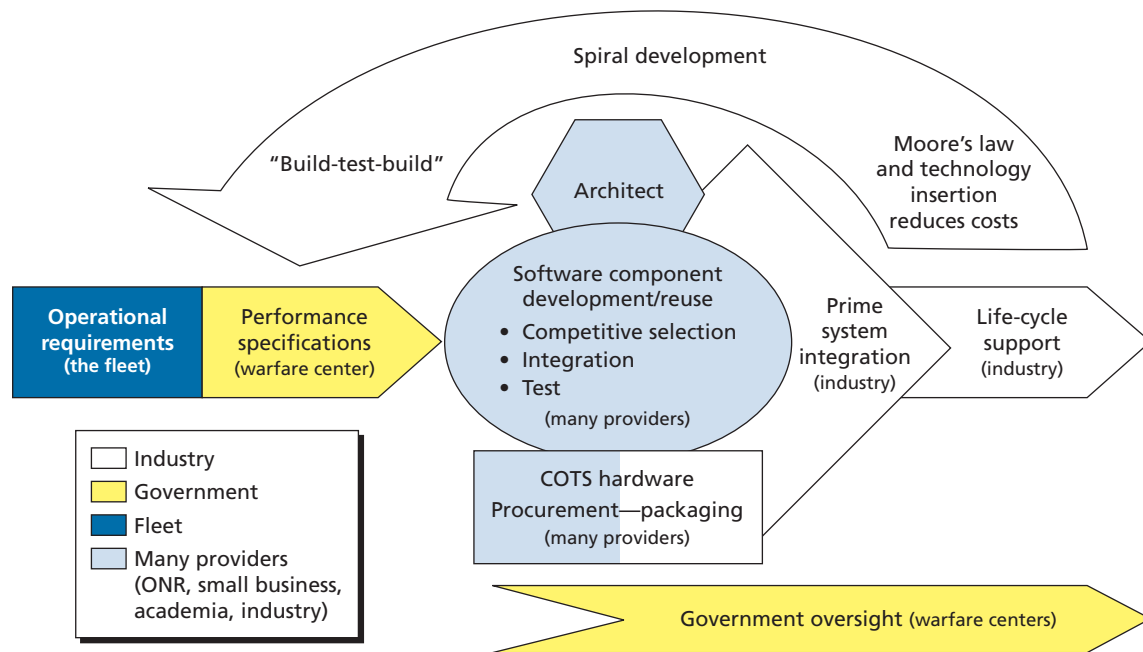 Spiral development
“Build-test-build”
Moore’s law
and technology
insertion
reduces costs
Architect
Operational
requirements
(the fleet)
Performance
specifications
(warfare center)
Software component
development/reuse
• Competitive selection
• Integration
• Test
(many providers)
Prime
system
integration
(industry)
Life-cycle
support
(industry)
COTS hardware
Procurement—packaging
(many providers)
Industry
Government
Fleet
Many providers
(ONR, small business,
academia, industry)
Government oversight (warfare centers)